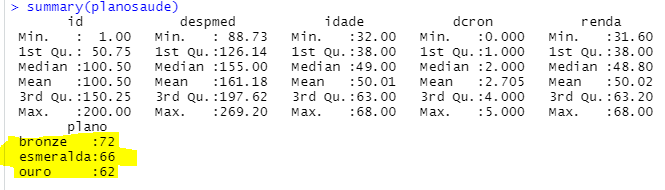 > summary(planosaude)
id despmed idade dcron renda
Min. : 1.00 Min. : 88.73 Min. :32.00 Min. :0.000 Min. :31.60
1st Qu.: 50.75 1st Qu.:126.14 1st Qu.:38.00 1st Qu.:1.000 1st Qu.:38.00
Median :100.50 Median :155.00 Median :49.00 Median :2.000 Median :48.80
Mean :100.50 Mean :161.18 Mean :50.01 Mean :2.705 Mean :50.02
3rd Qu.:150.25 3rd Qu.:197.62 3rd Qu.:63.00 3rd Qu.:4.000 3rd Qu.:63.20
Max. :200.00 Max. :269.20 Max. :68.00 Max. :5.000 Max. :68.00
plano
bronze :72
esmeralda:66
ouro :62